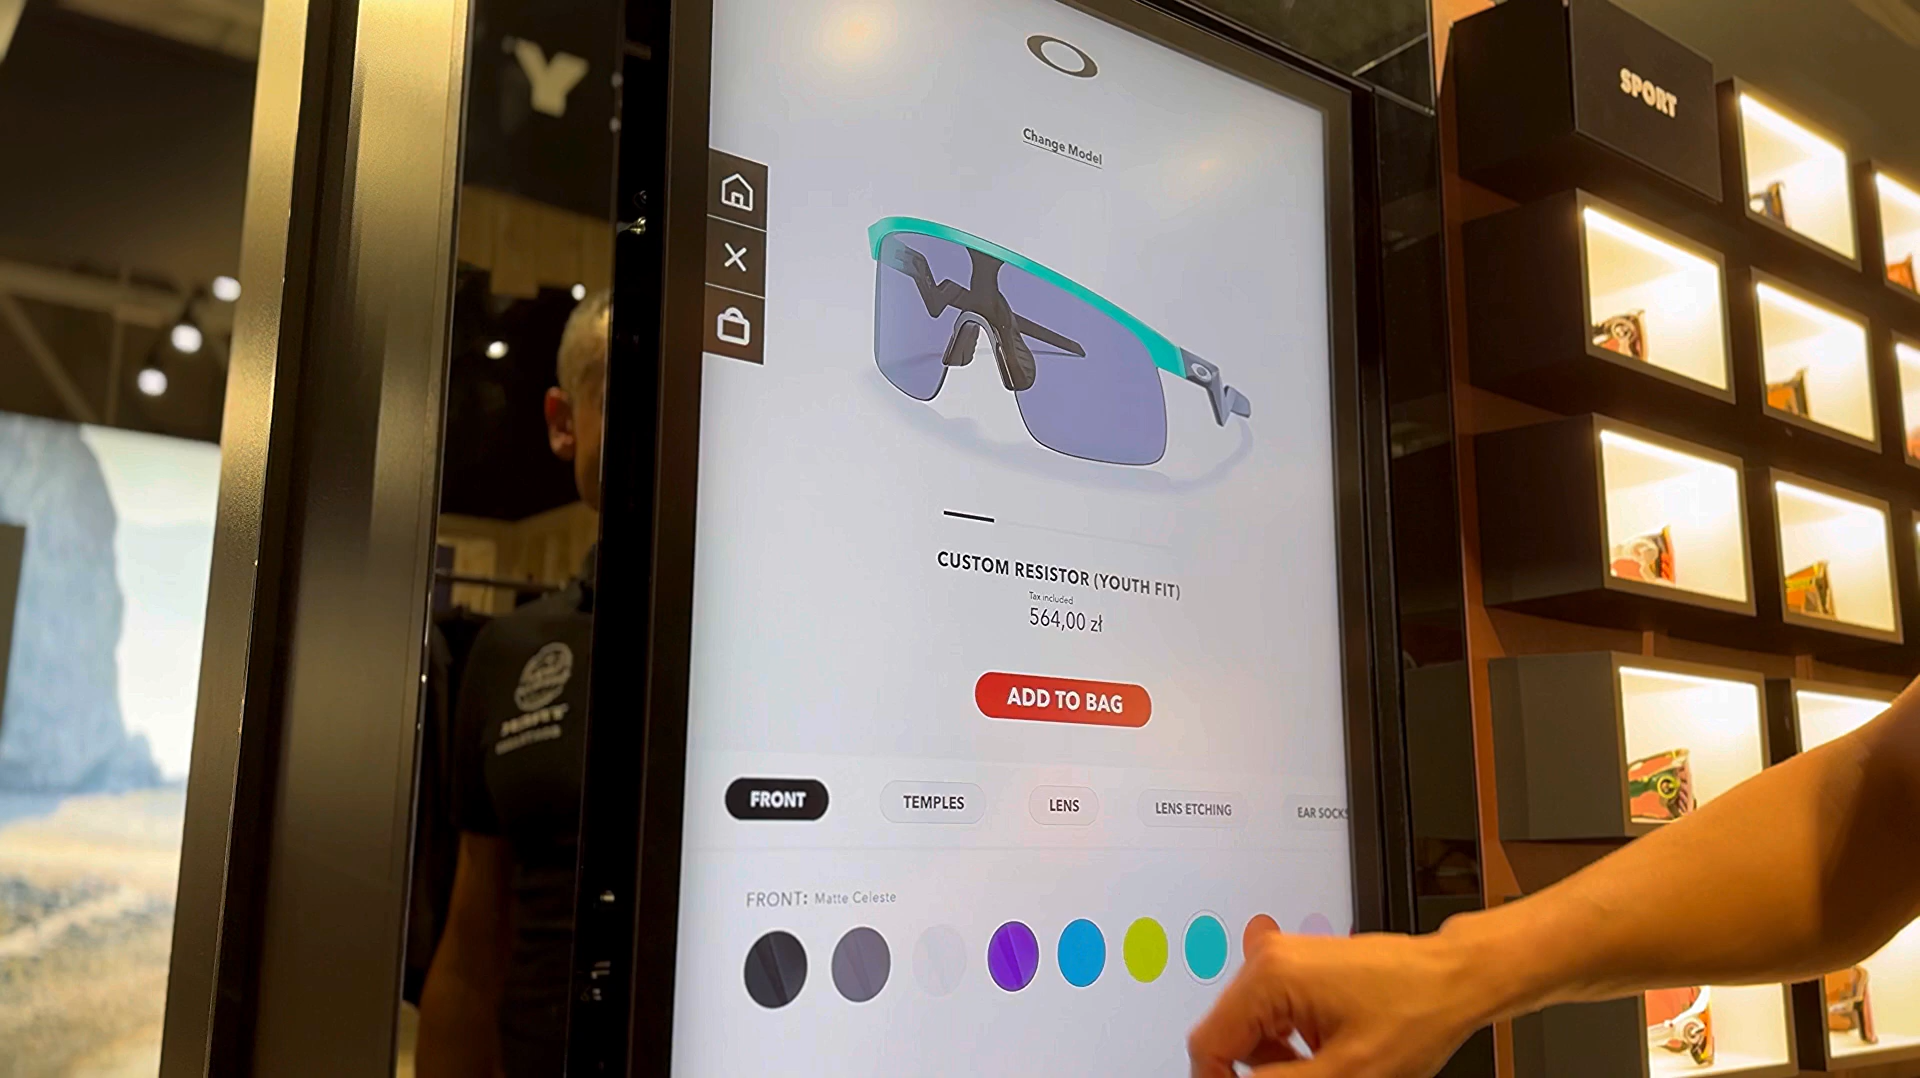 Y
SPORT
Change Model
CUSTOM RESISTOR (YOUTH FIT)
Tax included
564,00 zł
ADD TO BAG
FRONT
TEMPLES
LENS
LENS ETCHING
EAR SOCKS
FRONT: Matte Celeste